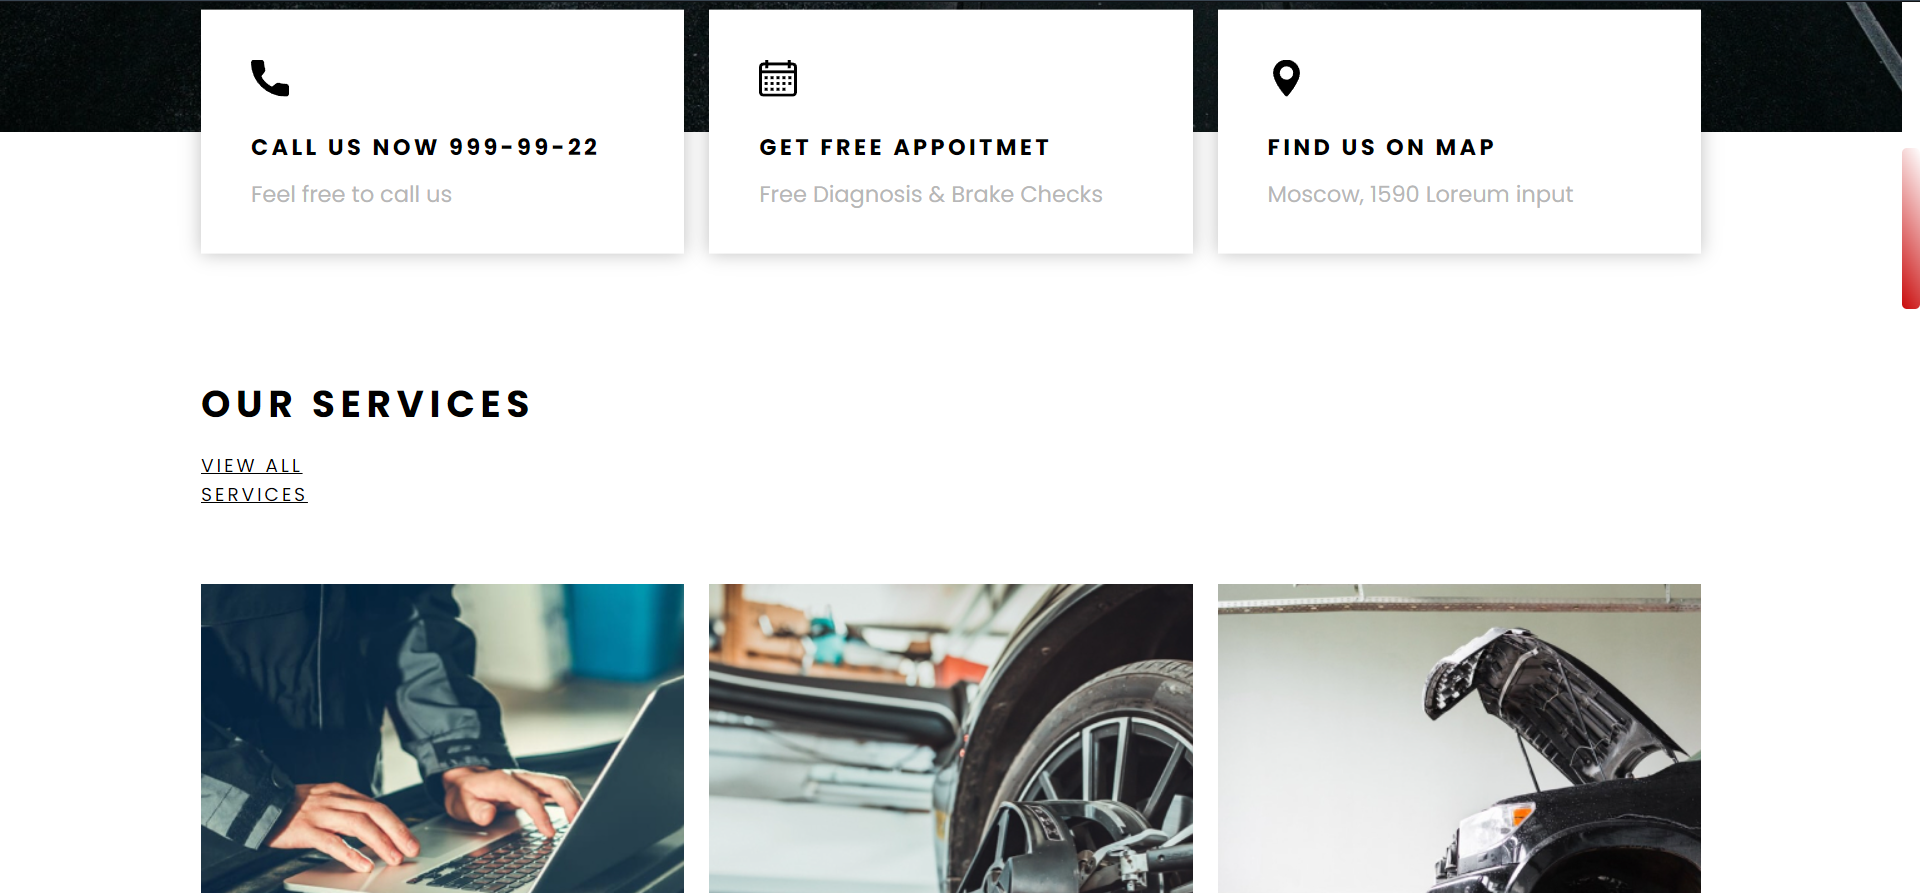 CALL US NOW 999-99-22
Feel free to call us
GET FREE APPOITMET
Free Diagnosis & Brake Checks
FIND US ON MAP
Moscow, 1590 Loreum input
OUR SERVICES
VIEW ALL
SERVICES